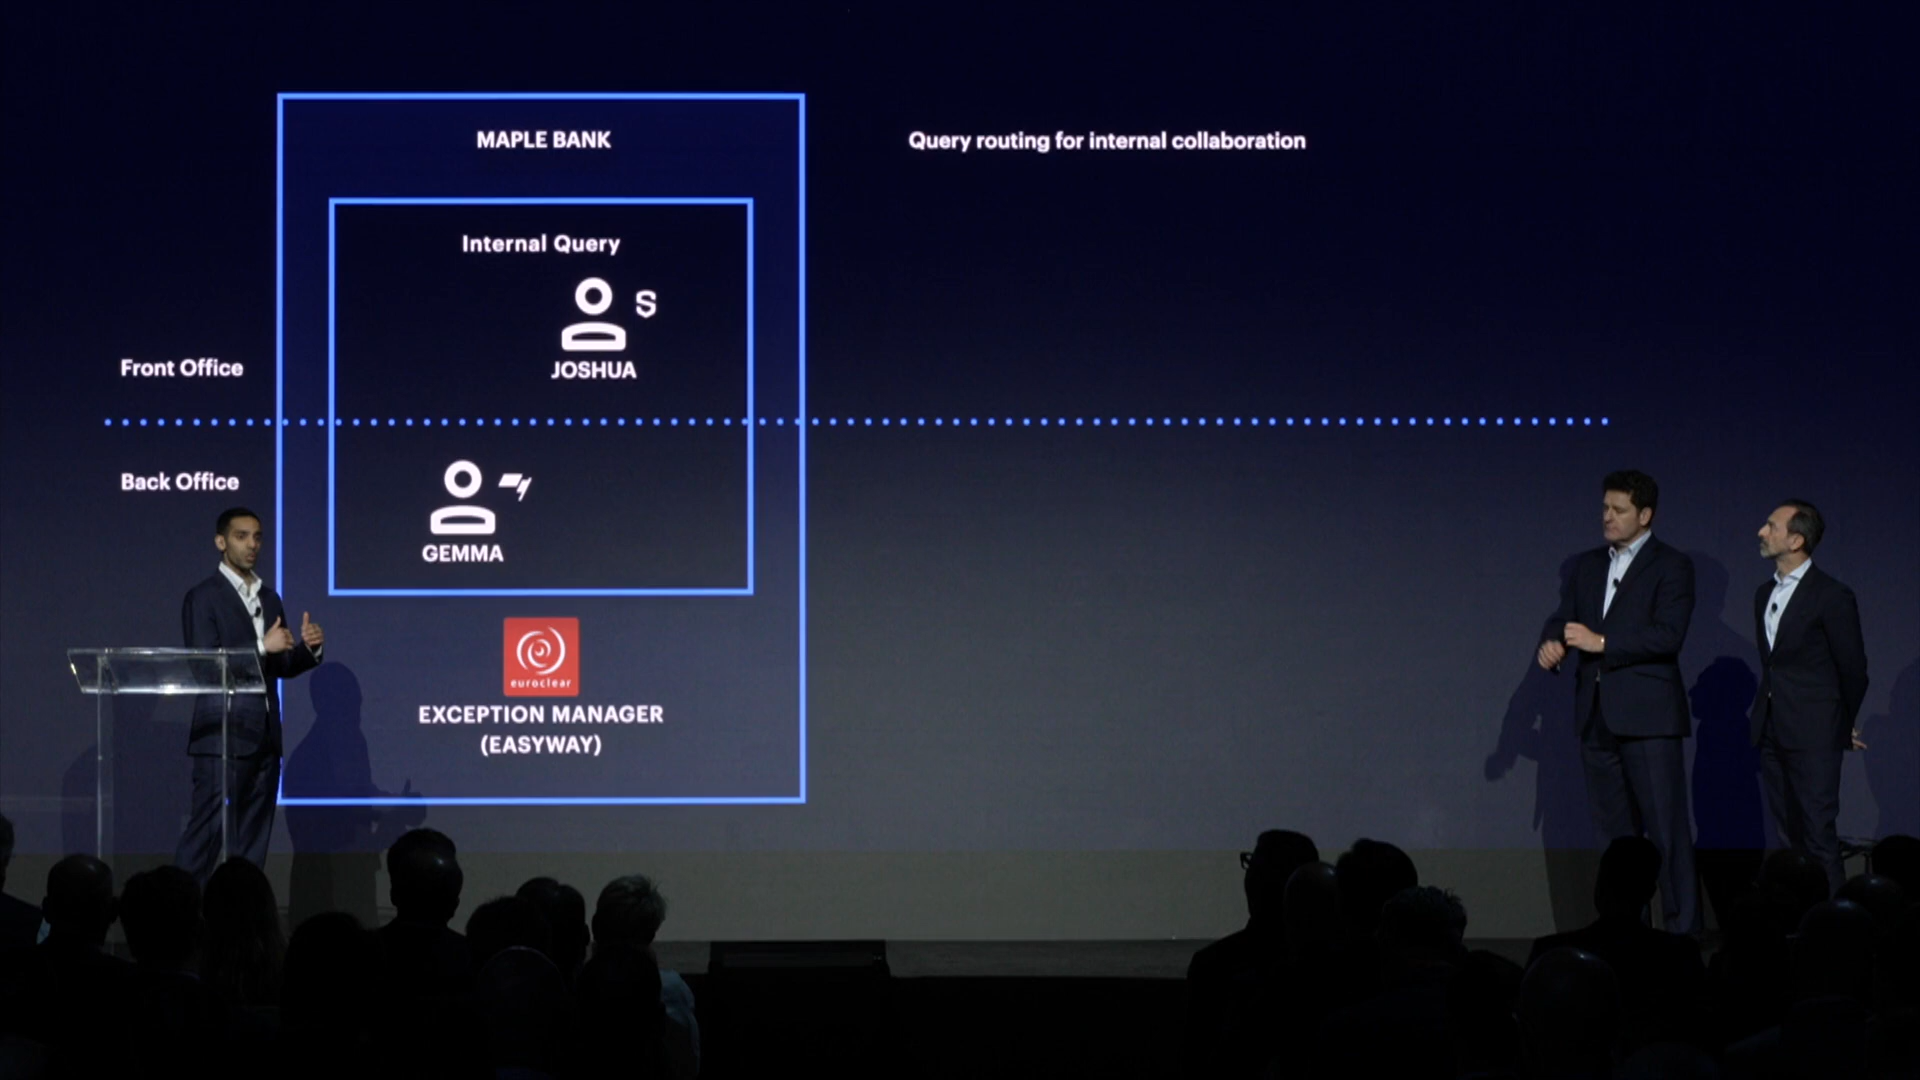 MAPLE BANK
Query routing for internal collaboration
Internal Query
S
JOSHUA
Front Office
Back Office
GEMMA
euroclear
EXCEPTION MANAGER
(EASYWAY)